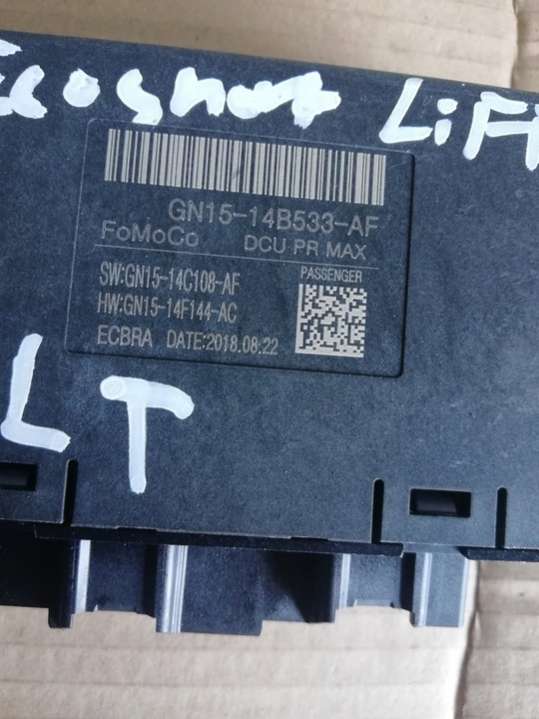 Ecosport LiFt
GN15-14B533-AF
FoMoCo DCU PR MAX
SW:GN15-14C108-AF PASSENGER
HW:GN15-14F144-AC
ECBRA DATE:2018.08.22
LT